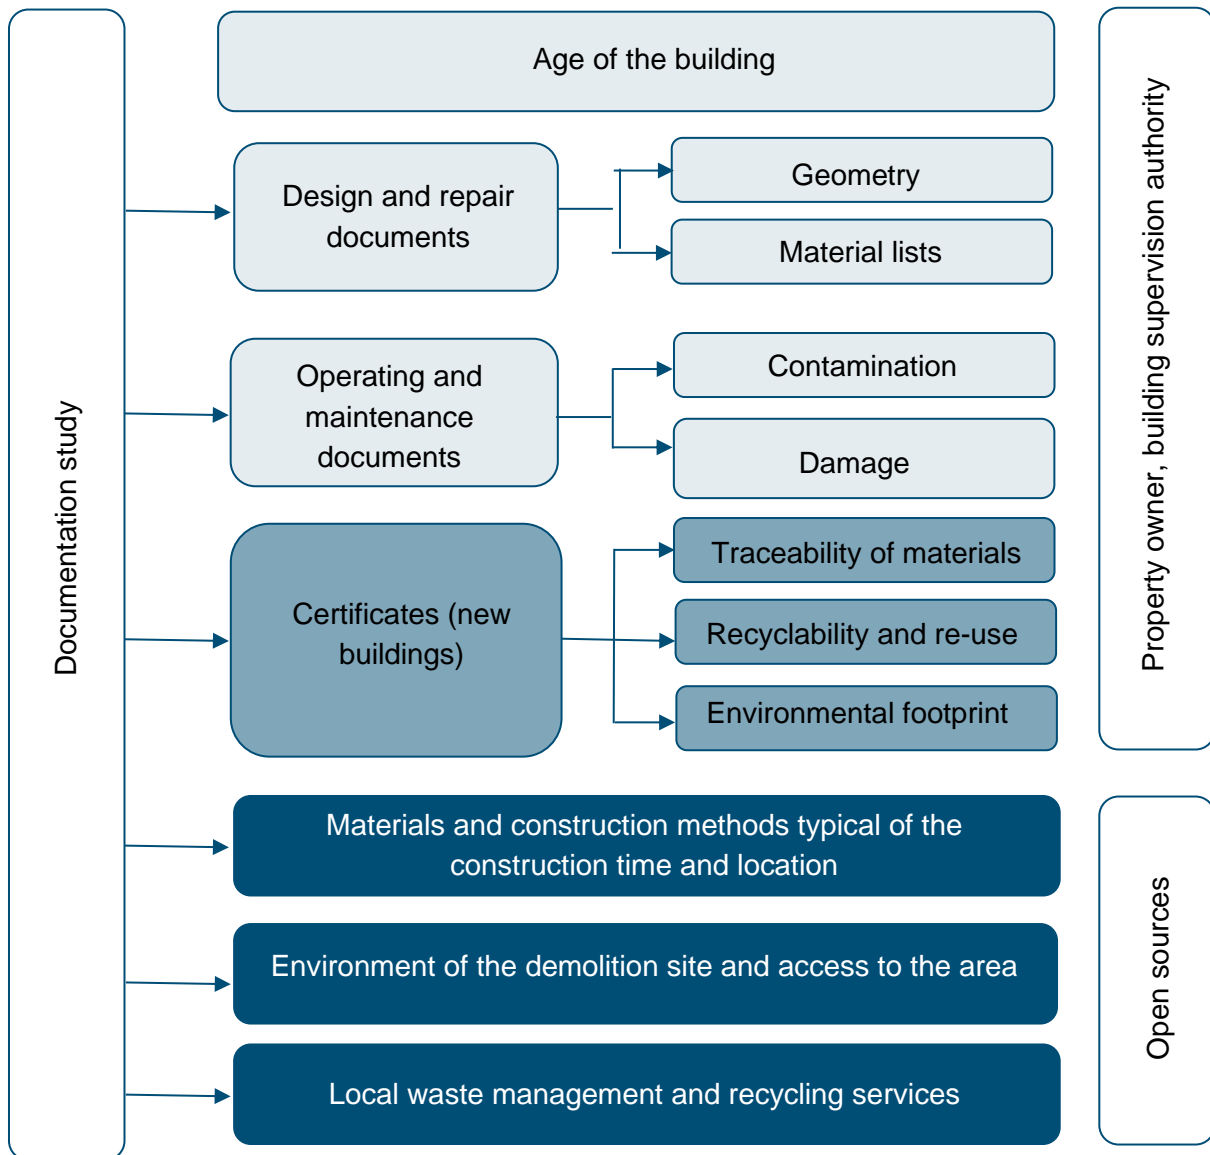 Documentation study
Age of the building
Design and repair
documents
Geometry
Material lists
Operating and
maintenance
documents
Contamination
Damage
Certificates (new
buildings)
Traceability of materials
Recyclability and re-use
Environmental footprint
Property owner, building supervision authority
Materials and construction methods typical of the
construction time and location
Environment of the demolition site and access to the area
Local waste management and recycling services
Open sources